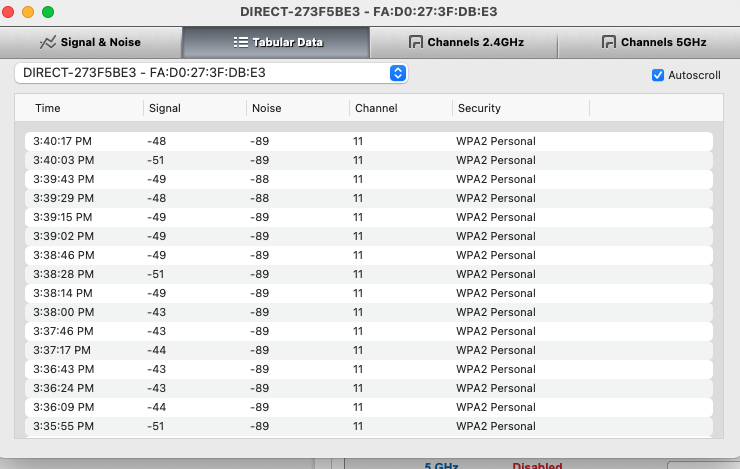 DIRECT-273F5BE3 - FA:D0:27:3F:DB:E3
Signal & Noise Tabular Data Channels 2.4GHz Channels 5GHz
DIRECT-273F5BE3 - FA:D0:27:3F:DB:E3 Autoscroll
Time Signal Noise Channel Security
3:40:17 PM -48 -89 11 WPA2 Personal
3:40:03 PM -51 -89 11 WPA2 Personal
3:39:43 PM -49 -88 11 WPA2 Personal
3:39:29 PM -48 -88 11 WPA2 Personal
3:39:15 PM -49 -89 11 WPA2 Personal
3:39:02 PM -49 -89 11 WPA2 Personal
3:38:46 PM -49 -89 11 WPA2 Personal
3:38:28 PM -51 -89 11 WPA2 Personal
3:38:14 PM -49 -89 11 WPA2 Personal
3:38:00 PM -43 -89 11 WPA2 Personal
3:37:46 PM -43 -89 11 WPA2 Personal
3:37:17 PM -44 -89 11 WPA2 Personal
3:36:43 PM -43 -89 11 WPA2 Personal
3:36:24 PM -43 -89 11 WPA2 Personal
3:36:09 PM -44 -89 11 WPA2 Personal
3:35:55 PM -51 -89 11 WPA2 Personal
5 GHz Disabled